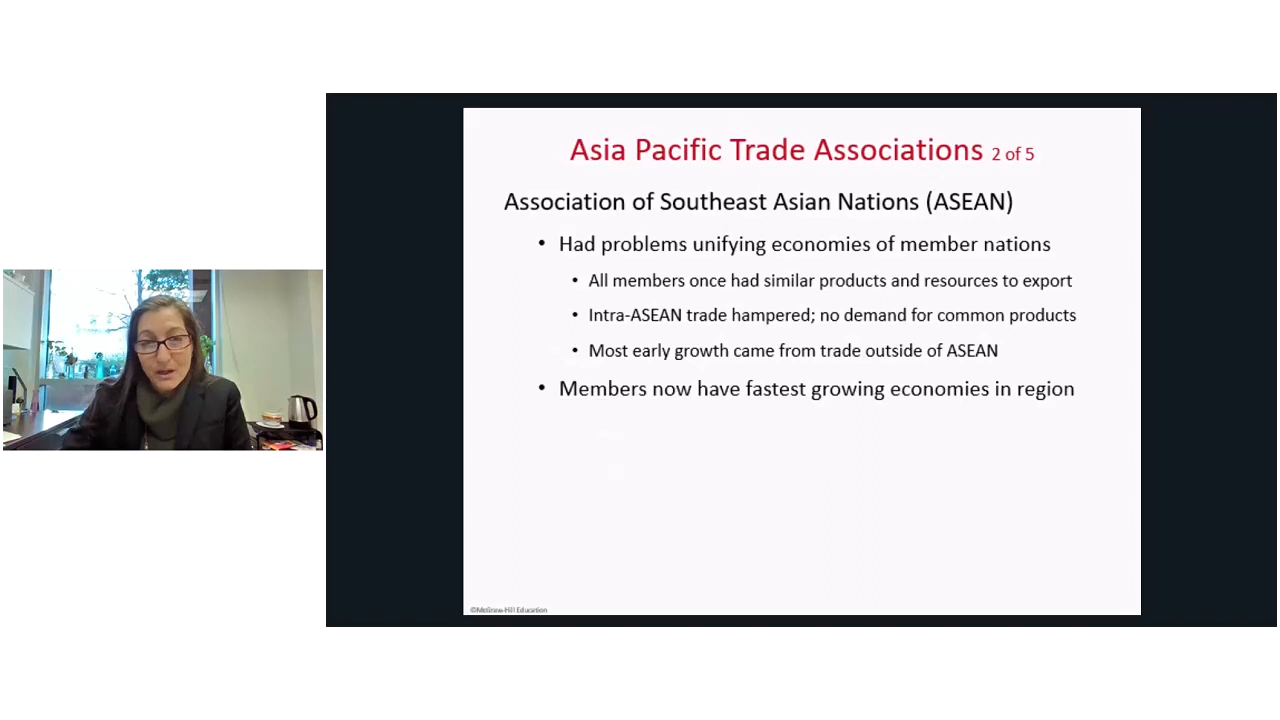 Asia Pacific Trade Associations 2 of 5
Association of Southeast Asian Nations (ASEAN)
• Had problems unifying economies of member nations
• All members once had similar products and resources to export
• Intra-ASEAN trade hampered; no demand for common products
• Most early growth came from trade outside of ASEAN
• Members now have fastest growing economies in region
©McGraw-Hill Education